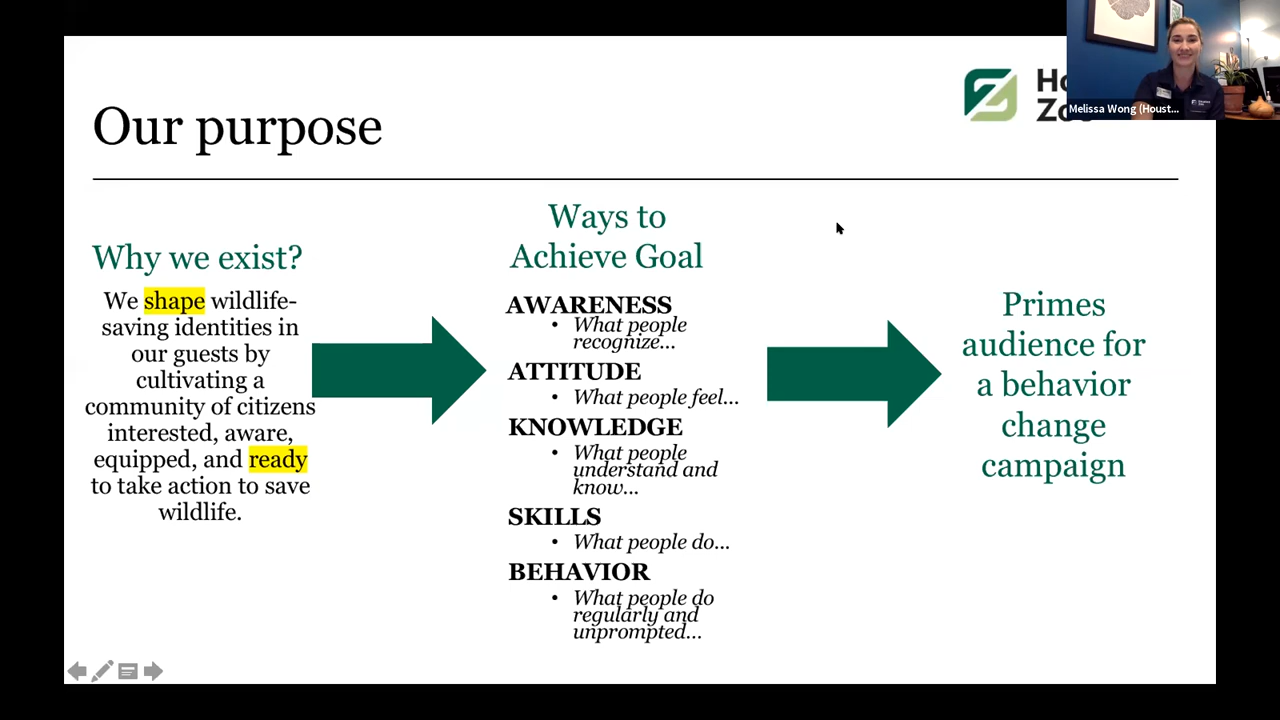 Our purpose
Ho
Zoo
Melissa Wong (Houst...
Why we exist?
We shape wildlife-
saving identities in
our guests by
cultivating a
community of citizens
interested, aware,
equipped, and ready
to take action to save
wildlife.
Ways to
Achieve Goal
AWARENESS
• What people
recognize...
ATTITUDE
• What people feel...
KNOWLEDGE
• What people
understand and
know...
SKILLS
• What people do...
BEHAVIOR
• What people do
regularly and
unprompted...
Primes
audience for
a behavior
change
campaign